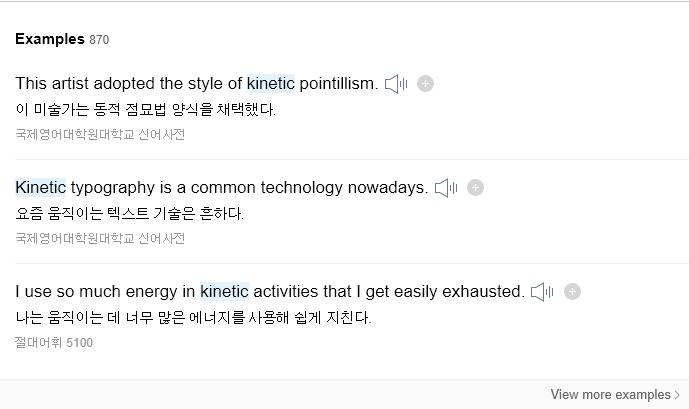 Examples 870
This artist adopted the style of kinetic pointillism.
이 미술가는 동적 점묘법 양식을 채택했다.
국제영어대학원대학교 신어사전
Kinetic typography is a common technology nowadays.
요즘 움직이는 텍스트 기술은 흔하다.
국제영어대학원대학교 신어사전
I use so much energy in kinetic activities that I get easily exhausted.
나는 움직이는 데 너무 많은 에너지를 사용해 쉽게 지친다.
절대어휘 5100
View more examples